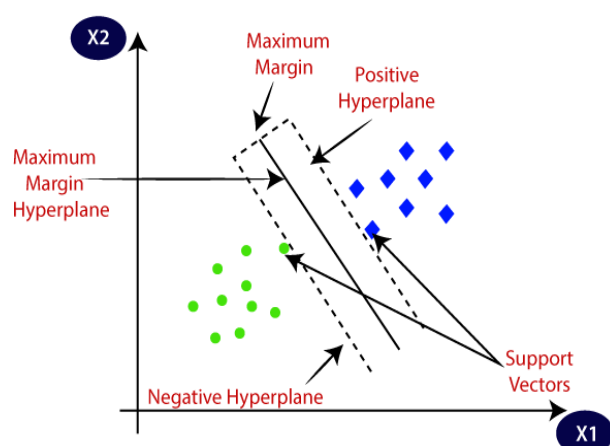 X2
Maximum
Margin
Positive
Hyperplane
Maximum
Margin
Hyperplane
Support
Vectors
Negative Hyperplane
X1